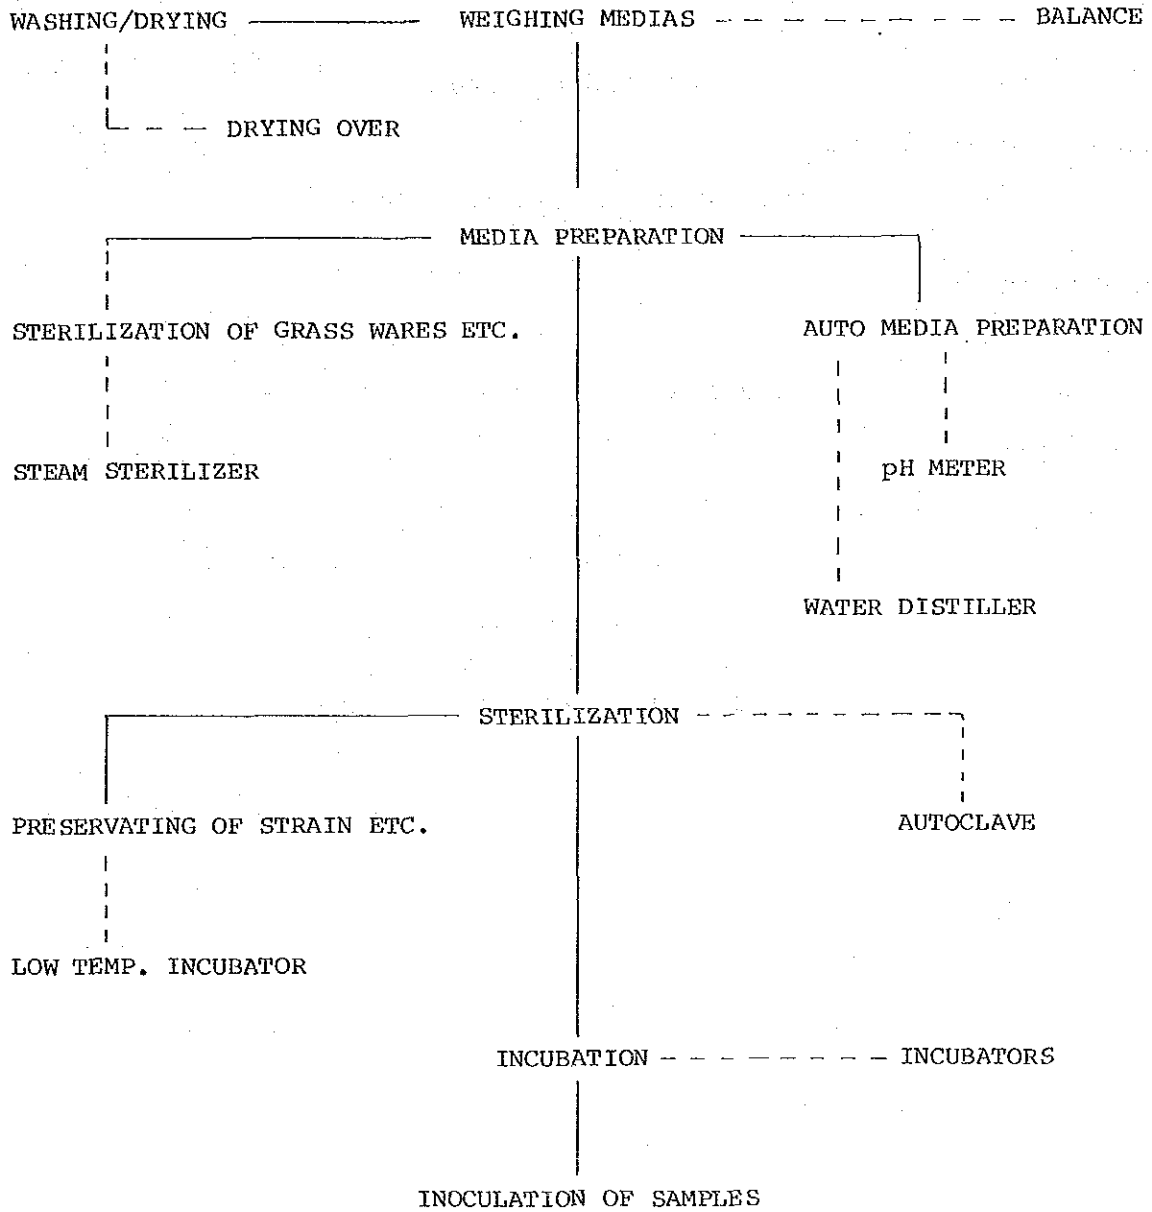 WASHING/DRYING WEIGHING MEDIAS BALANCE
DRYING OVER
MEDIA PREPARATION
STERILIZATION OF GRASS WARES ETC. AUTO MEDIA PREPARATION
STEAM STERILIZER pH METER
WATER DISTILLER
STERILIZATION
PRESERVATING OF STRAIN ETC. AUTOCLAVE
LOW TEMP. INCUBATOR
INCUBATION INCUBATORS
INOCULATION OF SAMPLES